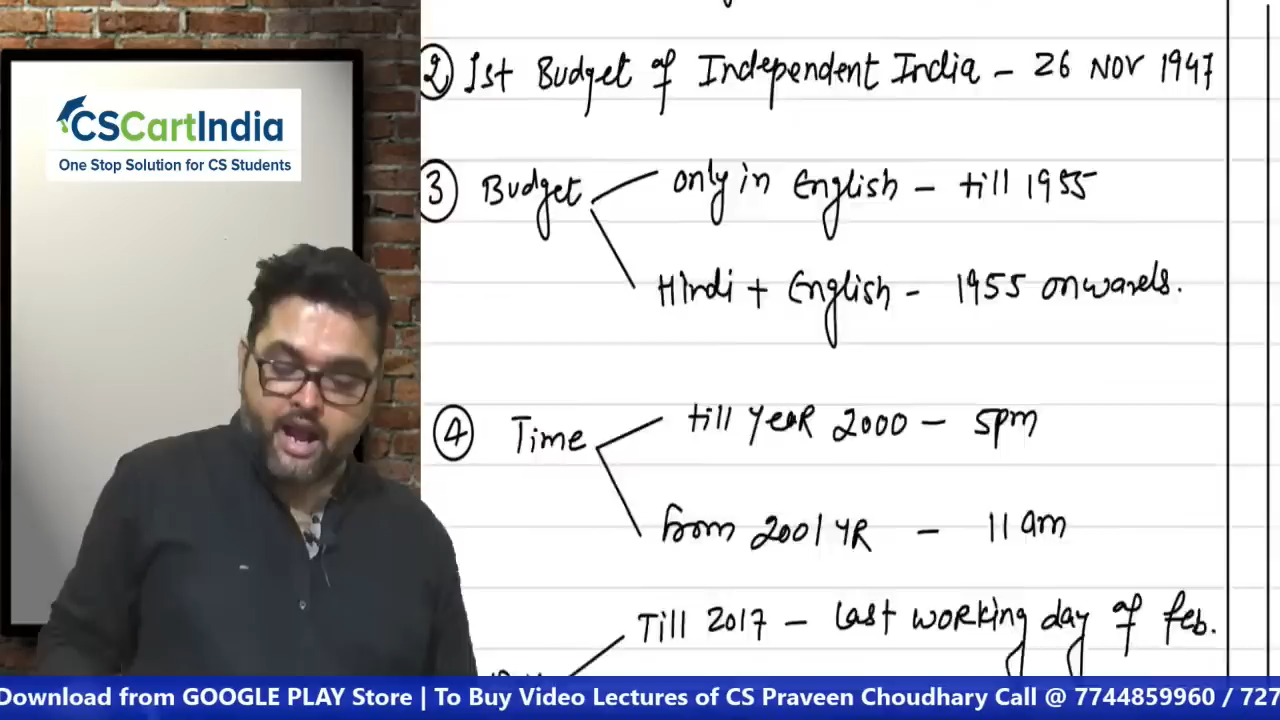 CSCartIndia
One Stop Solution for CS Students
2 1st Budget of Independent India - 26 Nov 1947
3 Budget
only in English - till 1955
Hindi + English - 1955 onwards.
4 Time
till year 2000 - 5pm
from 2001 YR - 11 am
Till 2017 - last working day of feb.
Download from GOOGLE PLAY Store | To Buy Video Lectures of CS Praveen Choudhary Call @ 7744859960 / 727